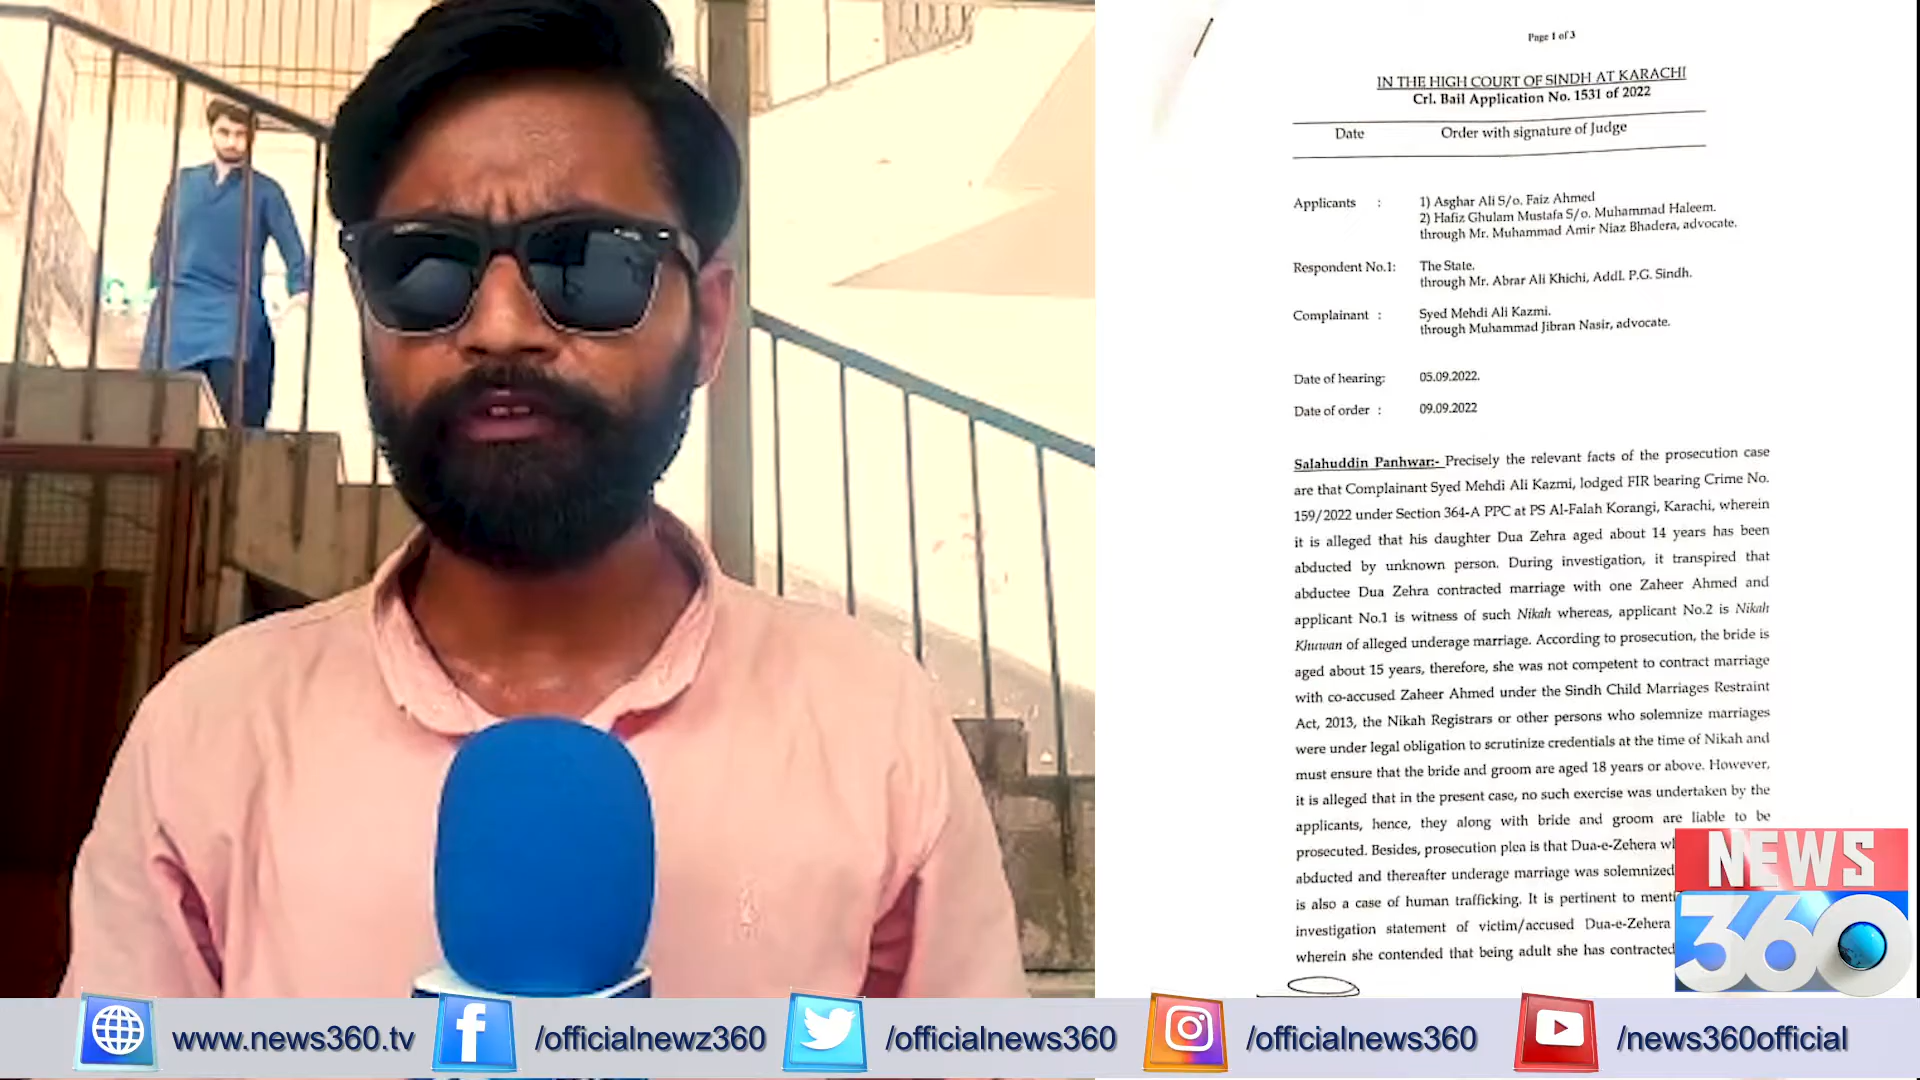 Page 1 of 3
IN THE HIGH COURT OF SINDH AT KARACHI
Crl. Bail Application No. 1531 of 2022
Date Order with signature of Judge
Applicants : 1) Asghar Ali S/o. Faiz Ahmed
2) Hafiz Ghulam Mustafa S/o. Muhammad Haleem.
through Mr. Muhammad Amir Niaz Bhadera, advocate.
Respondent No.1: The State.
through Mr. Abrar Ali Khichi, Addl. P.G. Sindh.
Complainant : Syed Mehdi Ali Kazmi.
through Muhammad Jibran Nasir, advocate.
Date of hearing: 05.09.2022.
Date of order : 09.09.2022
Salahuddin Panhwar:- Precisely the relevant facts of the prosecution case
are that Complainant Syed Mehdi Ali Kazmi, lodged FIR bearing Crime No.
159/2022 under Section 364-A PPC at PS Al-Falah Korangi, Karachi, wherein
it is alleged that his daughter Dua Zehra aged about 14 years has been
abducted by unknown person. During investigation, it transpired that
abductee Dua Zehra contracted marriage with one Zaheer Ahmed and
applicant No.1 is witness of such Nikah whereas, applicant No.2 is Nikah
Khuwan of alleged underage marriage. According to prosecution, the bride is
aged about 15 years, therefore, she was not competent to contract marriage
with co-accused Zaheer Ahmed under the Sindh Child Marriages Restraint
Act, 2013, the Nikah Registrars or other persons who solemnize marriages
were under legal obligation to scrutinize credentials at the time of Nikah and
must ensure that the bride and groom are aged 18 years or above. However,
it is alleged that in the present case, no such exercise was undertaken by the
applicants, hence, they along with bride and groom are liable to be
prosecuted. Besides, prosecution plea is that Dua-e-Zehera
abducted and thereafter underage marriage was solemnized
is also a case of human trafficking. It is pertinent to
investigation statement of victim/accused Dua-e-Zehera
wherein she contended that being adult she has contracted
NEWS
360
www.news360.tv /officialnewz360 /officialnews360 /officialnews360 /news360official